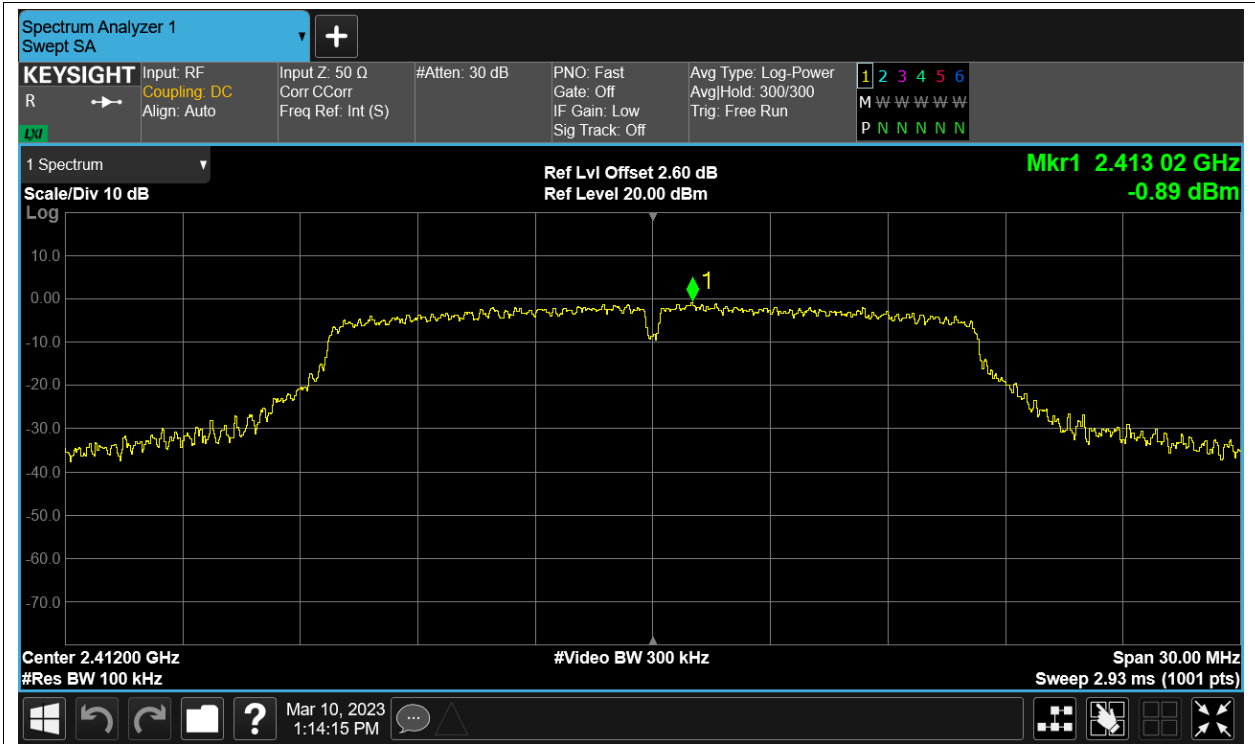 Spectrum Analyzer 1
Swept SA
KEYSIGHT
R
LXI
Input: RF
Coupling: DC
Align: Auto
Input Z: 50 Ω
Corr CCorr
Freq Ref: Int (S)
#Atten: 30 dB
PNO: Fast
Gate: Off
IF Gain: Low
Sig Track: Off
Avg Type: Log-Power
Avg|Hold: 300/300
Trig: Free Run
1 2 3 4 5 6
M W W W W W
P N N N N N
1 Spectrum
Scale/Div 10 dB
Ref Lvl Offset 2.60 dB
Ref Level 20.00 dBm
Mkr1 2.413 02 GHz
-0.89 dBm
Log
10.0
0.00
-10.0
-20.0
-30.0
-40.0
-50.0
-60.0
-70.0
1
Center 2.41200 GHz
#Res BW 100 kHz
#Video BW 300 kHz
Span 30.00 MHz
Sweep 2.93 ms (1001 pts)
?
Mar 10, 2023
1:14:15 PM